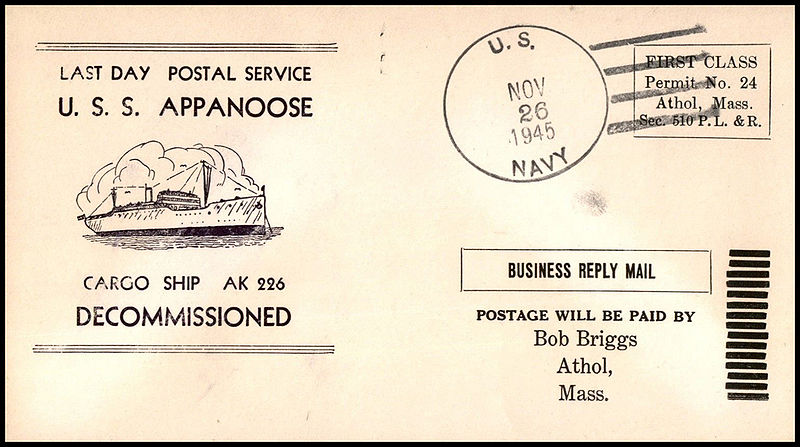 LAST DAY POSTAL SERVICE
U. S. S. APPANOOSE
CARGO SHIP AK 226
DECOMMISSIONED
U. S.
NOV
26
1945
NAVY
FIRST CLASS
Permit No. 24
Athol, Mass.
Sec. 510 P. L. & R.
BUSINESS REPLY MAIL
POSTAGE WILL BE PAID BY
Bob Briggs
Athol,
Mass.